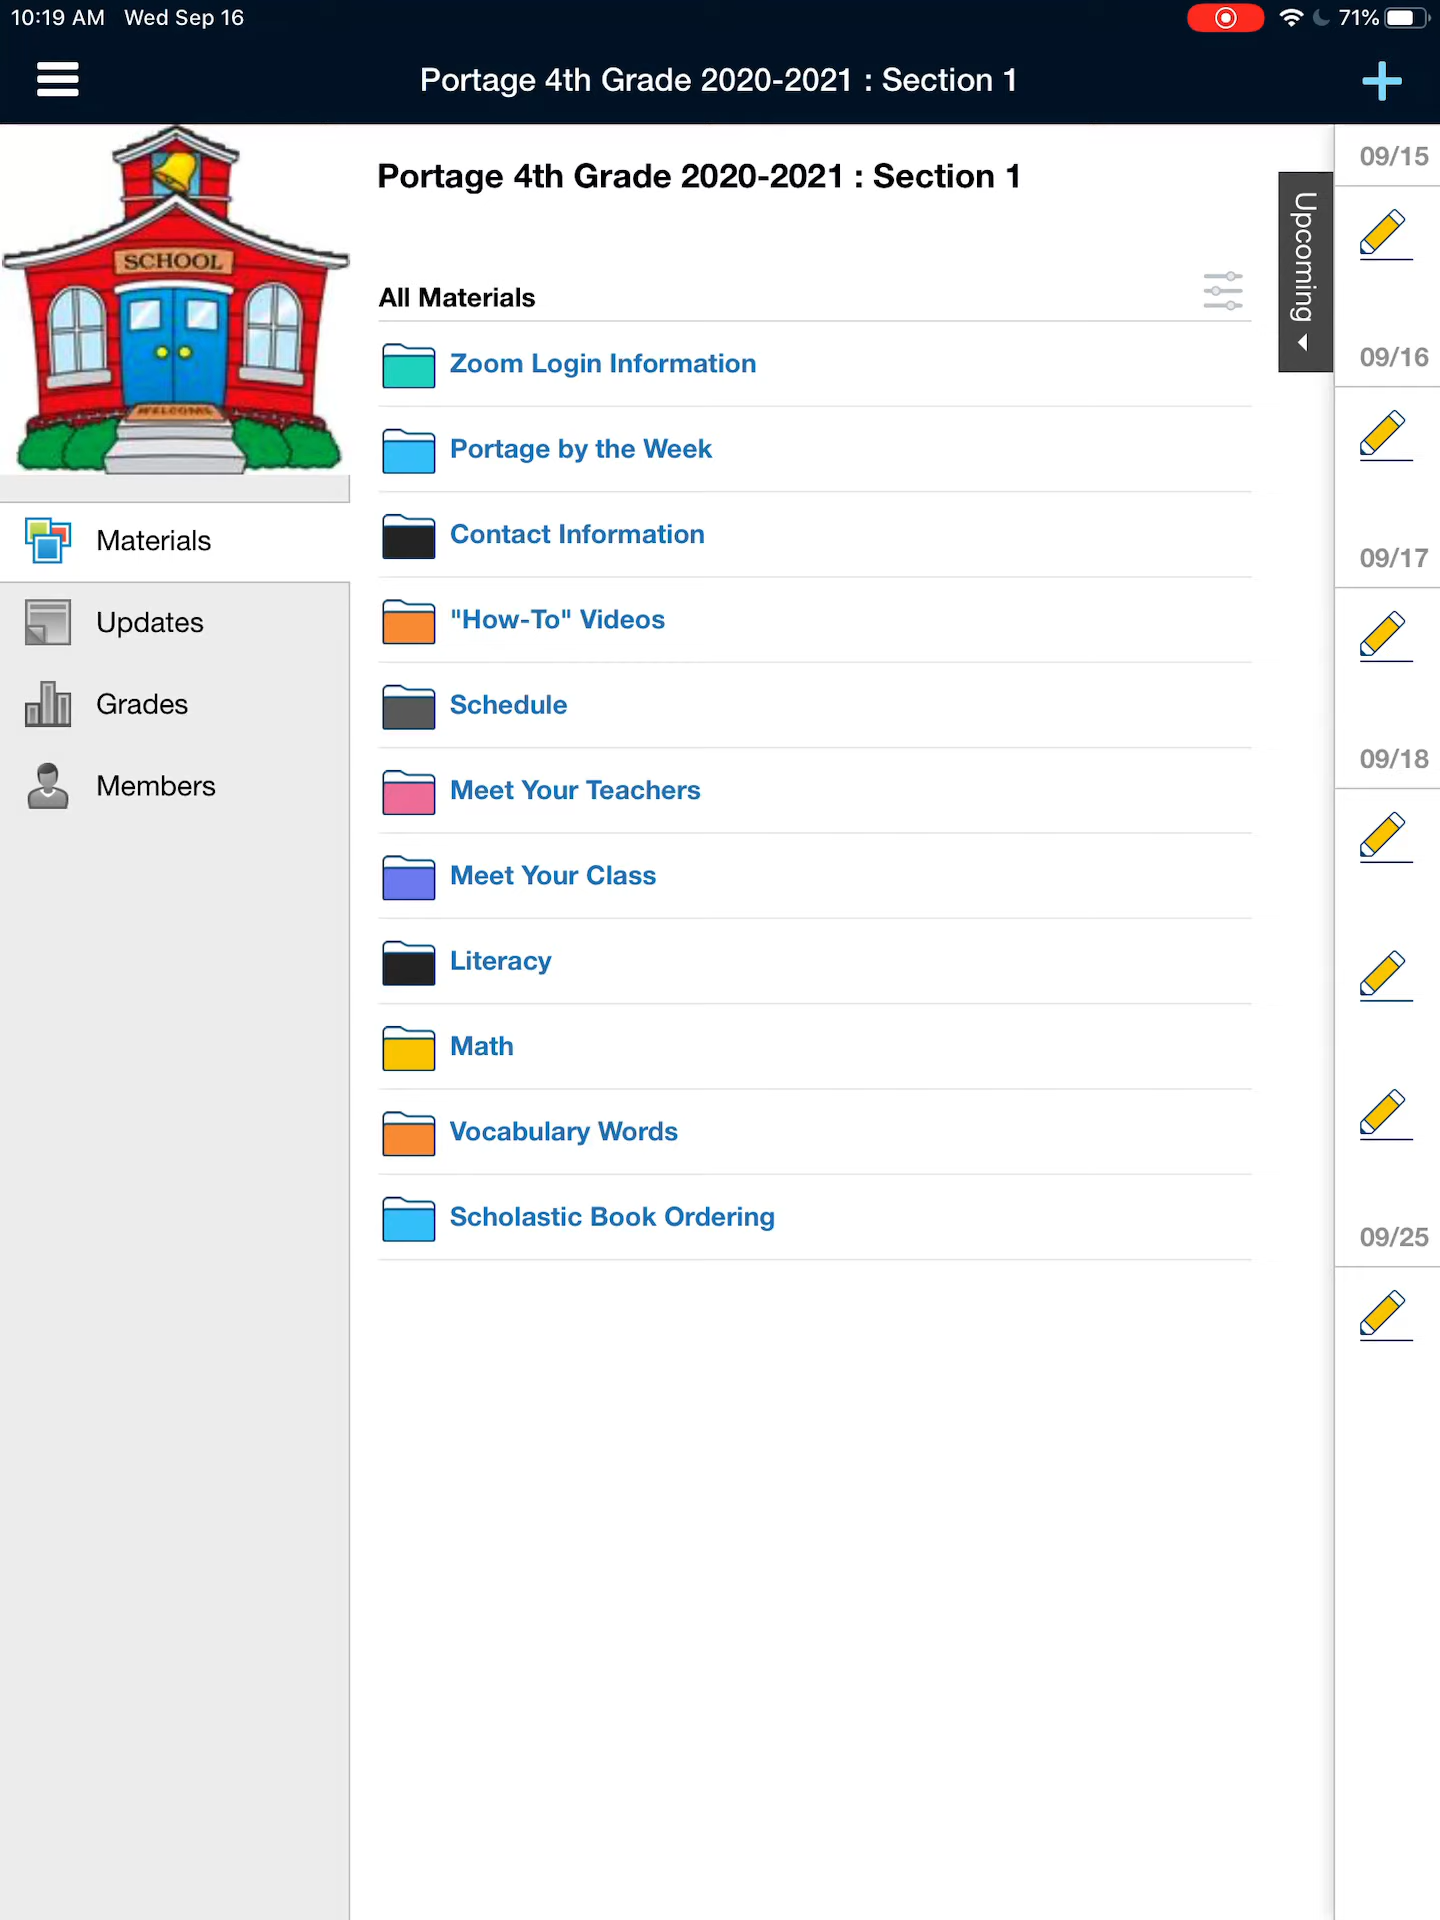 10:19 AM Wed Sep 16
71%
Portage 4th Grade 2020-2021 : Section 1
SCHOOL
WELCOME
Materials
Updates
Grades
Members
Portage 4th Grade 2020-2021 : Section 1
All Materials
Zoom Login Information
Portage by the Week
Contact Information
"How-To" Videos
Schedule
Meet Your Teachers
Meet Your Class
Literacy
Math
Vocabulary Words
Scholastic Book Ordering
Upcoming
09/15
09/16
09/17
09/18
09/25